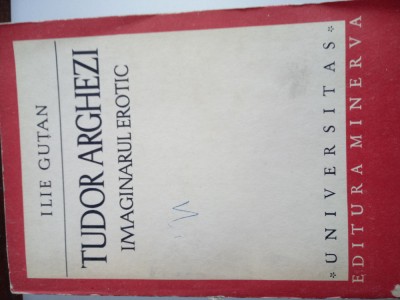 ILIE GUȚAN
TUDOR ARGHEZI
IMAGINARUL EROTIC
* UNIVERSITAS *
EDITURA MINERVA